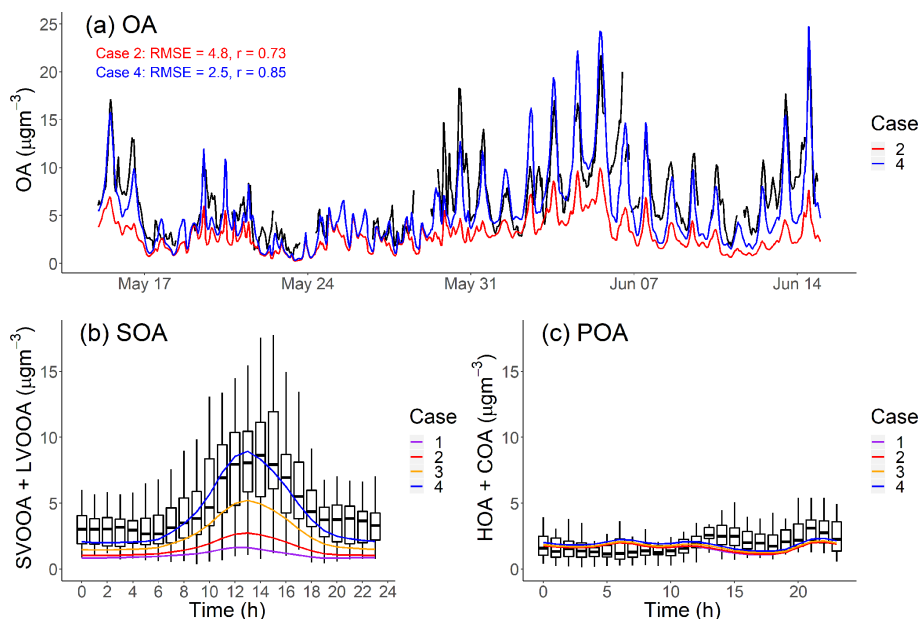 (a) OA
Case 2: RMSE = 4.8, r = 0.73
Case 4: RMSE = 2.5, r = 0.85
OA (μgm⁻³)
25
20
15
10
5
0
May 17 May 24 May 31 Jun 07 Jun 14
Case
2
4
(b) SOA
SVOOA + LVOOA (μgm⁻³)
15
10
5
0
0 2 4 6 8 10 12 14 16 18 20 22 24
Time (h)
Case
1
2
3
4
(c) POA
HOA + COA (μgm⁻³)
15
10
5
0
0 5 10 15 20
Time (h)
Case
1
2
3
4